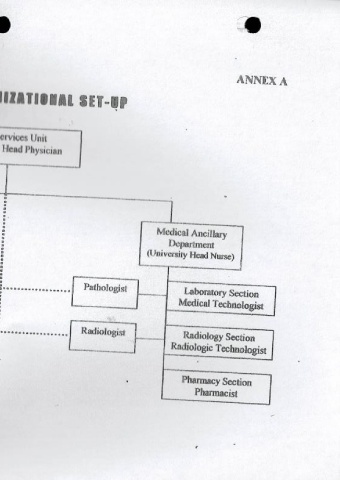 ANNEX A
NIZATIONAL SET-UP
ervices Unit
Head Physician
Medical Ancillary
Department
(University Head Nurse)
Pathologist
Laboratory Section
Medical Technologist
Radiologist
Radiology Section
Radiologic Technologist
Pharmacy Section
Pharmacist